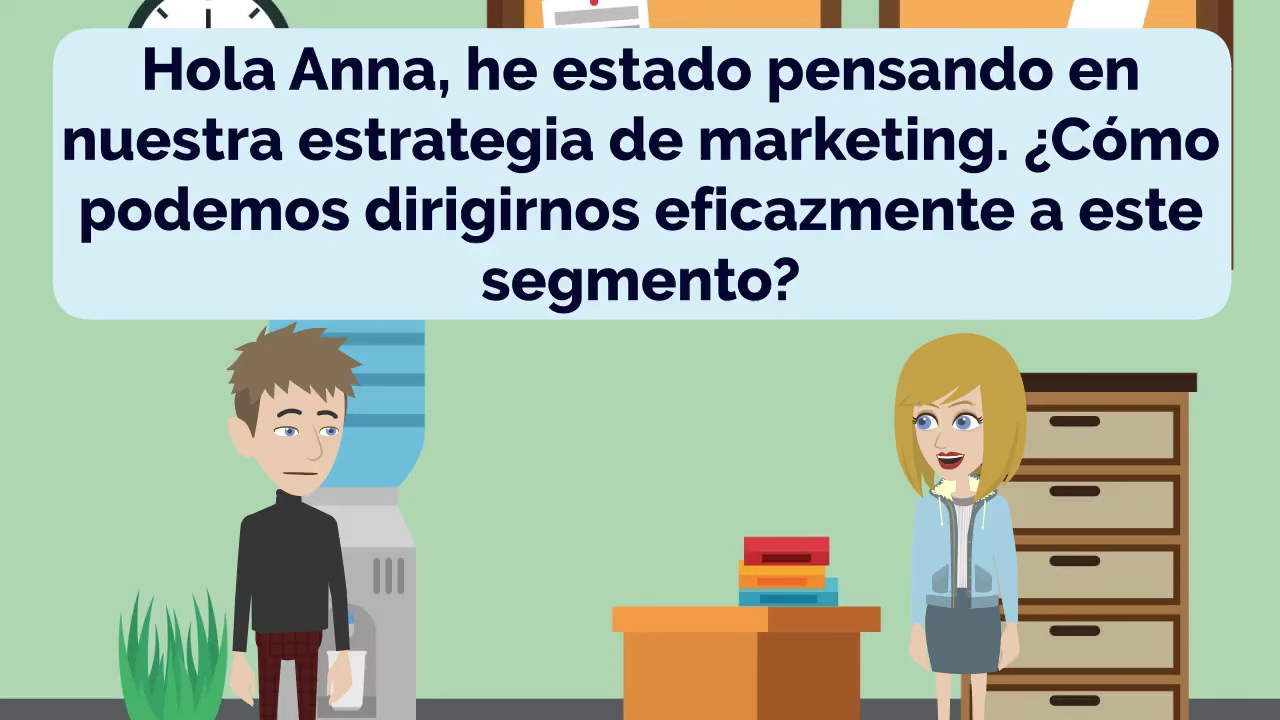 Hola Anna, he estado pensando en
nuestra estrategia de marketing. ¿Cómo
podemos dirigirnos eficazmente a este
segmento?